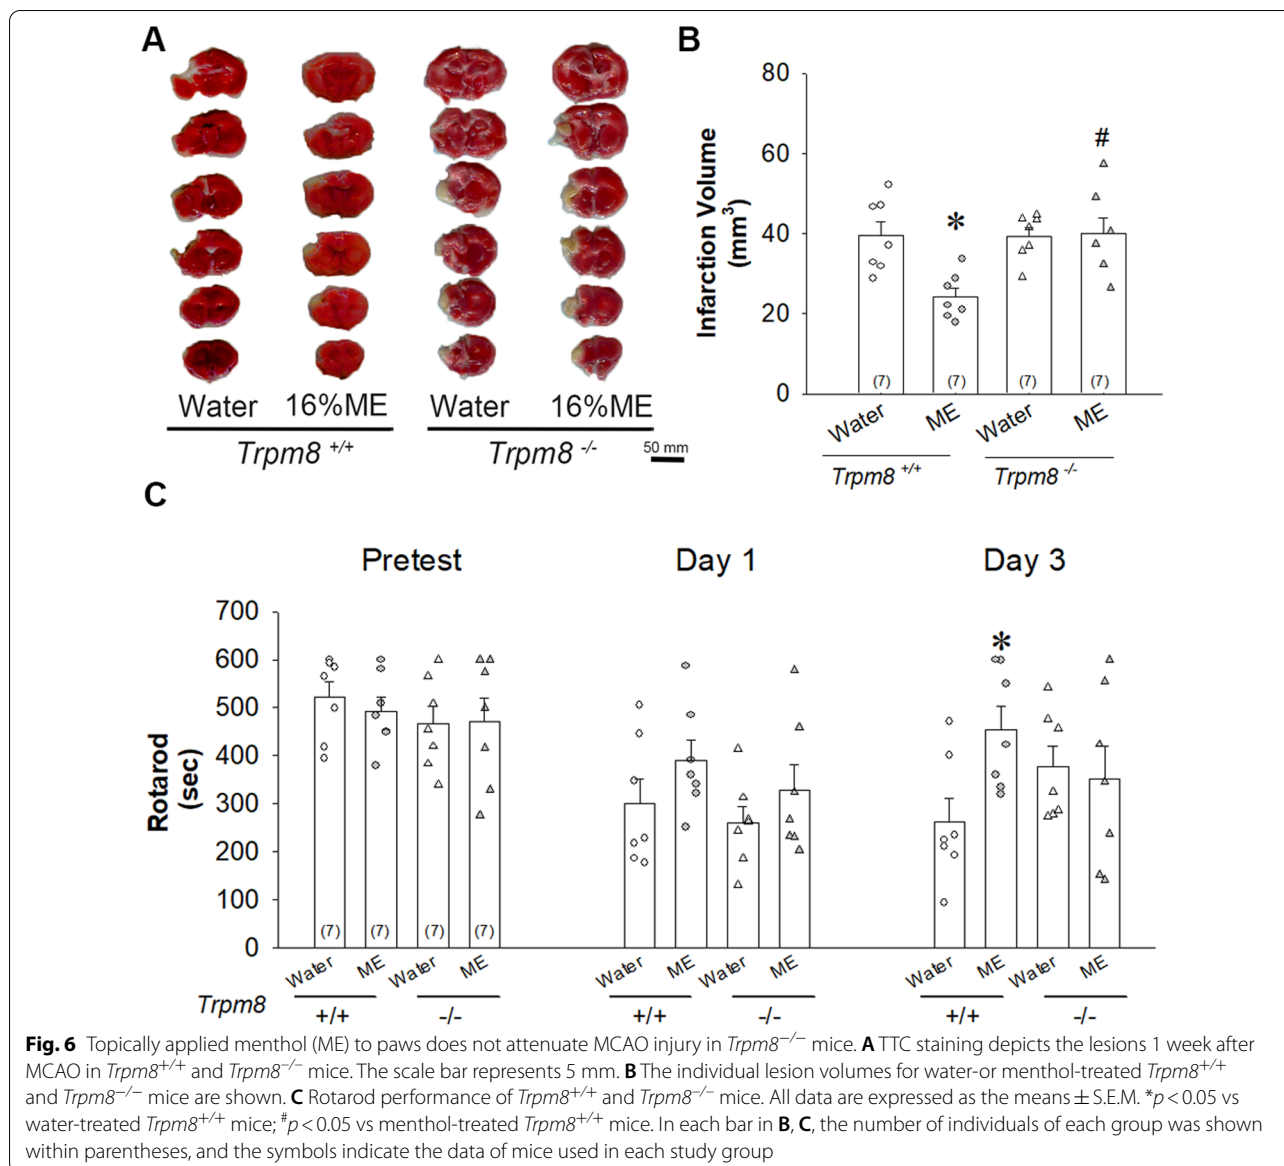 A
Water 16%ME Water 16%ME
Trpm8 +/+ Trpm8 -/- 50 mm
B
Infarction Volume
(mm3)
80
60
40
20
0
*
#
(7) (7) (7) (7)
Water ME Water ME
Trpm8 +/+ Trpm8 -/-
C
Pretest Day 1 Day 3
Rotarod
(sec)
700
600
500
400
300
200
100
0
*
(7) (7) (7) (7)
Water ME Water ME Water ME Water ME Water ME Water ME
Trpm8 +/+ -/- +/+ -/- +/+ -/-
Fig. 6 Topically applied menthol (ME) to paws does not attenuate MCAO injury in Trpm8−/− mice. A TTC staining depicts the lesions 1 week after
MCAO in Trpm8+/+ and Trpm8−/− mice. The scale bar represents 5 mm. B The individual lesion volumes for water-or menthol-treated Trpm8+/+
and Trpm8−/− mice are shown. C Rotarod performance of Trpm8+/+ and Trpm8−/− mice. All data are expressed as the means ± S.E.M. *p < 0.05 vs
water-treated Trpm8+/+ mice; #p < 0.05 vs menthol-treated Trpm8+/+ mice. In each bar in B, C, the number of individuals of each group was shown
within parentheses, and the symbols indicate the data of mice used in each study group